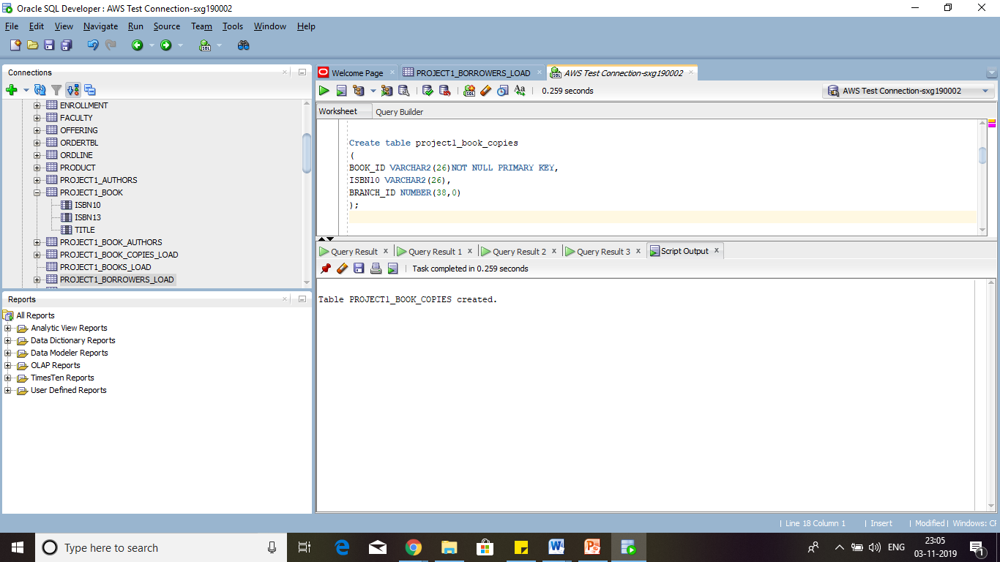 Oracle SQL Developer : AWS Test Connection-sxg190002
File Edit View Navigate Run Source Team Tools Window Help
Connections
ENROLLMENT
FACULTY
OFFERING
ORDERTBL
ORDLINE
PRODUCT
PROJECT1_AUTHORS
PROJECT1_BOOK
ISBN10
ISBN13
TITLE
PROJECT1_BOOK_AUTHORS
PROJECT1_BOOK_COPIES_LOAD
PROJECT1_BOOKS_LOAD
PROJECT1_BORROWERS_LOAD
Reports
All Reports
Analytic View Reports
Data Dictionary Reports
Data Modeler Reports
OLAP Reports
TimesTen Reports
User Defined Reports
Welcome Page PROJECT1_BORROWERS_LOAD AWS Test Connection-sxg190002
SQL SQL Aa 0.259 seconds AWS Test Connection-sxg190002
Worksheet Query Builder
Create table project1_book_copies
(
BOOK_ID VARCHAR2(26)NOT NULL PRIMARY KEY,
ISBN10 VARCHAR2(26),
BRANCH_ID NUMBER(38,0)
);
Query Result x Query Result 1 x Query Result 2 x Query Result 3 x Script Output x
Task completed in 0.259 seconds
Table PROJECT1_BOOK_COPIES created.
| Line 18 Column 1 | Insert | Modified | Windows: CF
Type here to search
ENG
23:05
03-11-2019
1